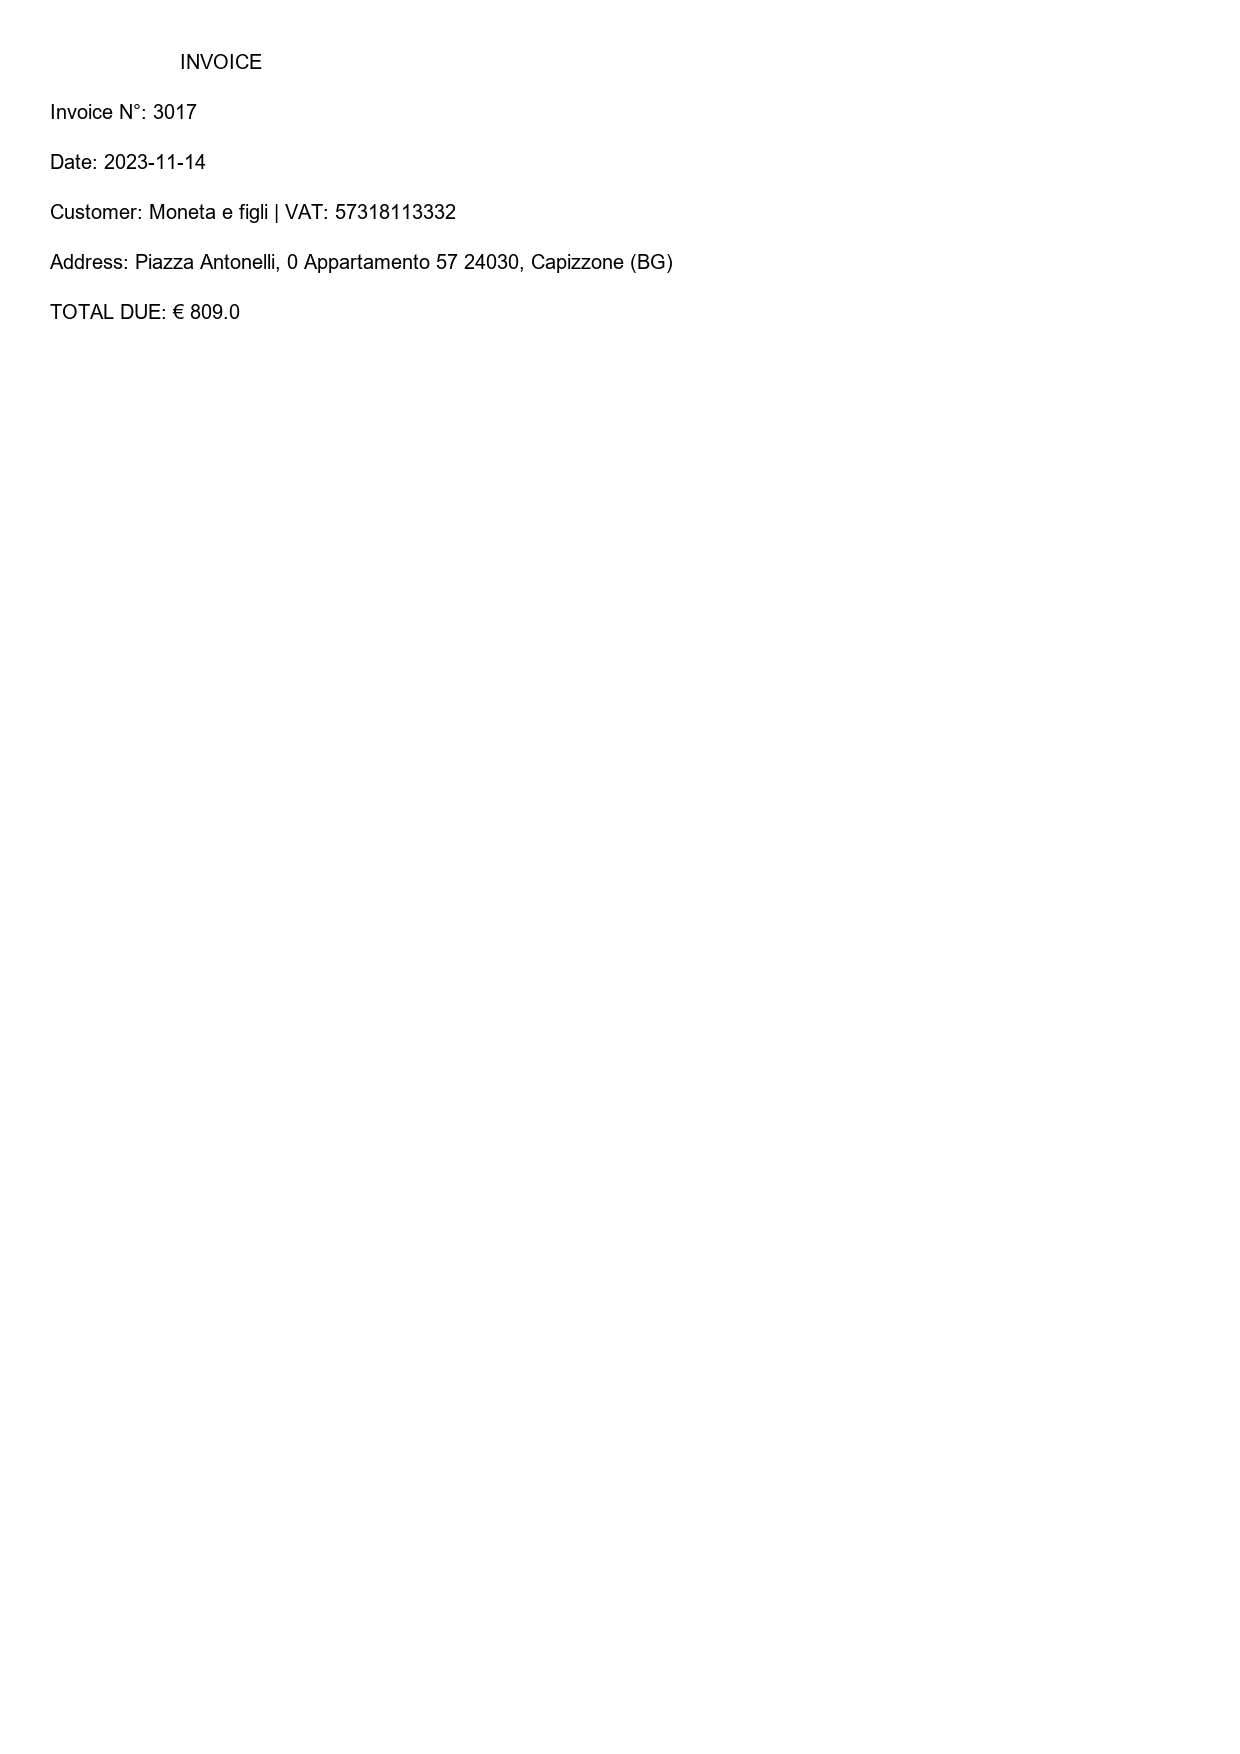 INVOICE
Invoice N°: 3017
Date: 2023-11-14
Customer: Moneta e figli | VAT: 57318113332
Address: Piazza Antonelli, 0 Appartamento 57 24030, Capizzone (BG)
TOTAL DUE: € 809.0